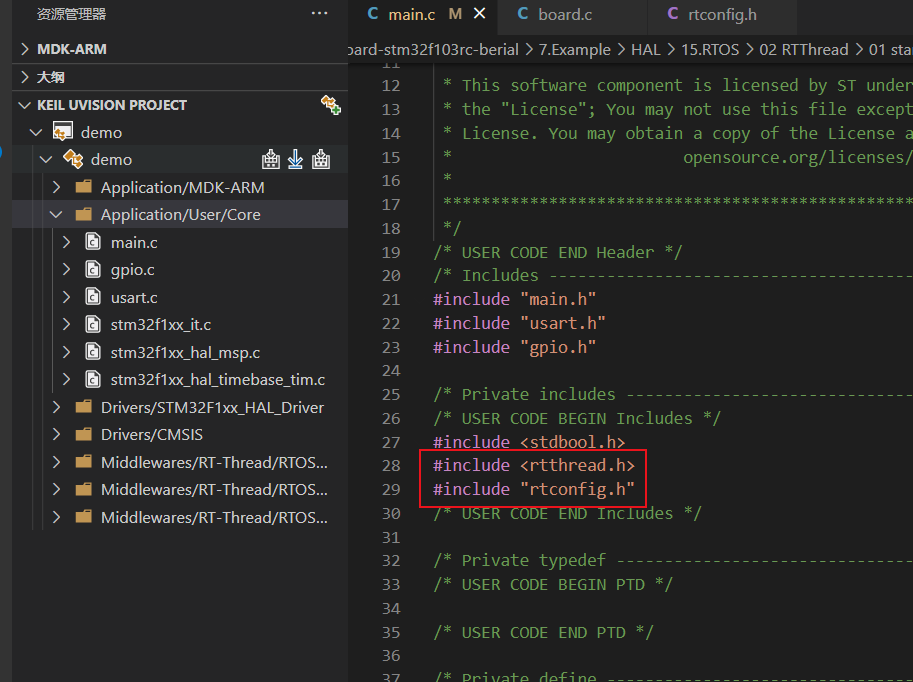 资源管理器
MDK-ARM
大纲
KEIL UVISION PROJECT
demo
demo
Application/MDK-ARM
Application/User/Core
main.c
gpio.c
usart.c
stm32f1xx_it.c
stm32f1xx_hal_msp.c
stm32f1xx_hal_timebase_tim.c
Drivers/STM32F1xx_HAL_Driver
Drivers/CMSIS
Middlewares/RT-Thread/RTOS...
Middlewares/RT-Thread/RTOS...
Middlewares/RT-Thread/RTOS...
C main.c M
C board.c
C rtconfig.h
oard-stm32f103rc-berial > 7.Example > HAL > 15.RTOS > 02 RTThread > 01 star
11
12 * This software component is licensed by ST under
13 * the "License"; You may not use this file except
14 * License. You may obtain a copy of the License a
15 * opensource.org/licenses/
16 *
17 *************************************************
18 */
19 /* USER CODE END Header */
20 /* Includes --------------------------------------
21 #include "main.h"
22 #include "usart.h"
23 #include "gpio.h"
24
25 /* Private includes ------------------------------
26 /* USER CODE BEGIN Includes */
27 #include <stdbool.h>
28 #include <rtthread.h>
29 #include "rtconfig.h"
30 /* USER CODE END Includes */
31
32 /* Private typedef -------------------------------
33 /* USER CODE BEGIN PTD */
34
35 /* USER CODE END PTD */
36
37 /* Private define --------------------------------